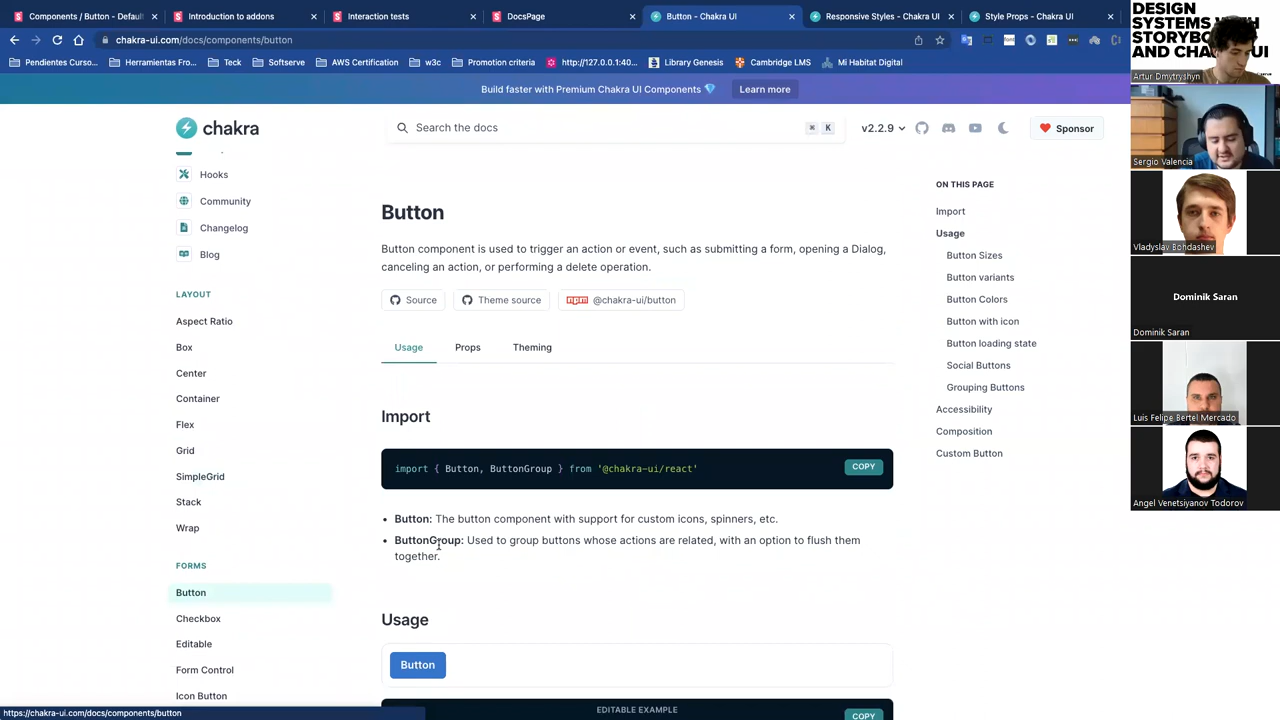 Components / Button - Defaul
Introduction to addons
Interaction tests
DocsPage
Button - Chakra UI
Responsive Styles - Chakra UI
Style Props - Chakra UI
chakra-ui.com/docs/components/button
Pendientes Curso...
Herramientas Fro...
Teck
Softserve
AWS Certification
w3c
Promotion criteria
http://127.0.0.1:40...
Library Genesis
Cambridge LMS
Mi Habitat Digital
Build faster with Premium Chakra UI Components
Learn more
chakra
Search the docs
⌘ K
v2.2.9
Sponsor
Hooks
Community
Changelog
Blog
LAYOUT
Aspect Ratio
Box
Center
Container
Flex
Grid
SimpleGrid
Stack
Wrap
FORMS
Button
Checkbox
Editable
Form Control
Icon Button
https://chakra-ui.com/docs/components/button
Button
Button component is used to trigger an action or event, such as submitting a form, opening a Dialog,
canceling an action, or performing a delete operation.
Source
Theme source
npm @chakra-ui/button
Usage
Props
Theming
Import
import { Button, ButtonGroup } from '@chakra-ui/react'
COPY
• Button: The button component with support for custom icons, spinners, etc.
• ButtonGroup: Used to group buttons whose actions are related, with an option to flush them
together.
Usage
Button
EDITABLE EXAMPLE
COPY
ON THIS PAGE
Import
Usage
Button Sizes
Button variants
Button Colors
Button with icon
Button loading state
Social Buttons
Grouping Buttons
Accessibility
Composition
Custom Button
DESIGN
SYSTEMS WITH
STORYBO
AND CHA UI
Artur Dmytryshyn
Sergio Valencia
Vladyslav Bohdashev
Dominik Saran
Dominik Saran
Luis Felipe Bertel Mercado
Angel Venetsiyanov Todorov